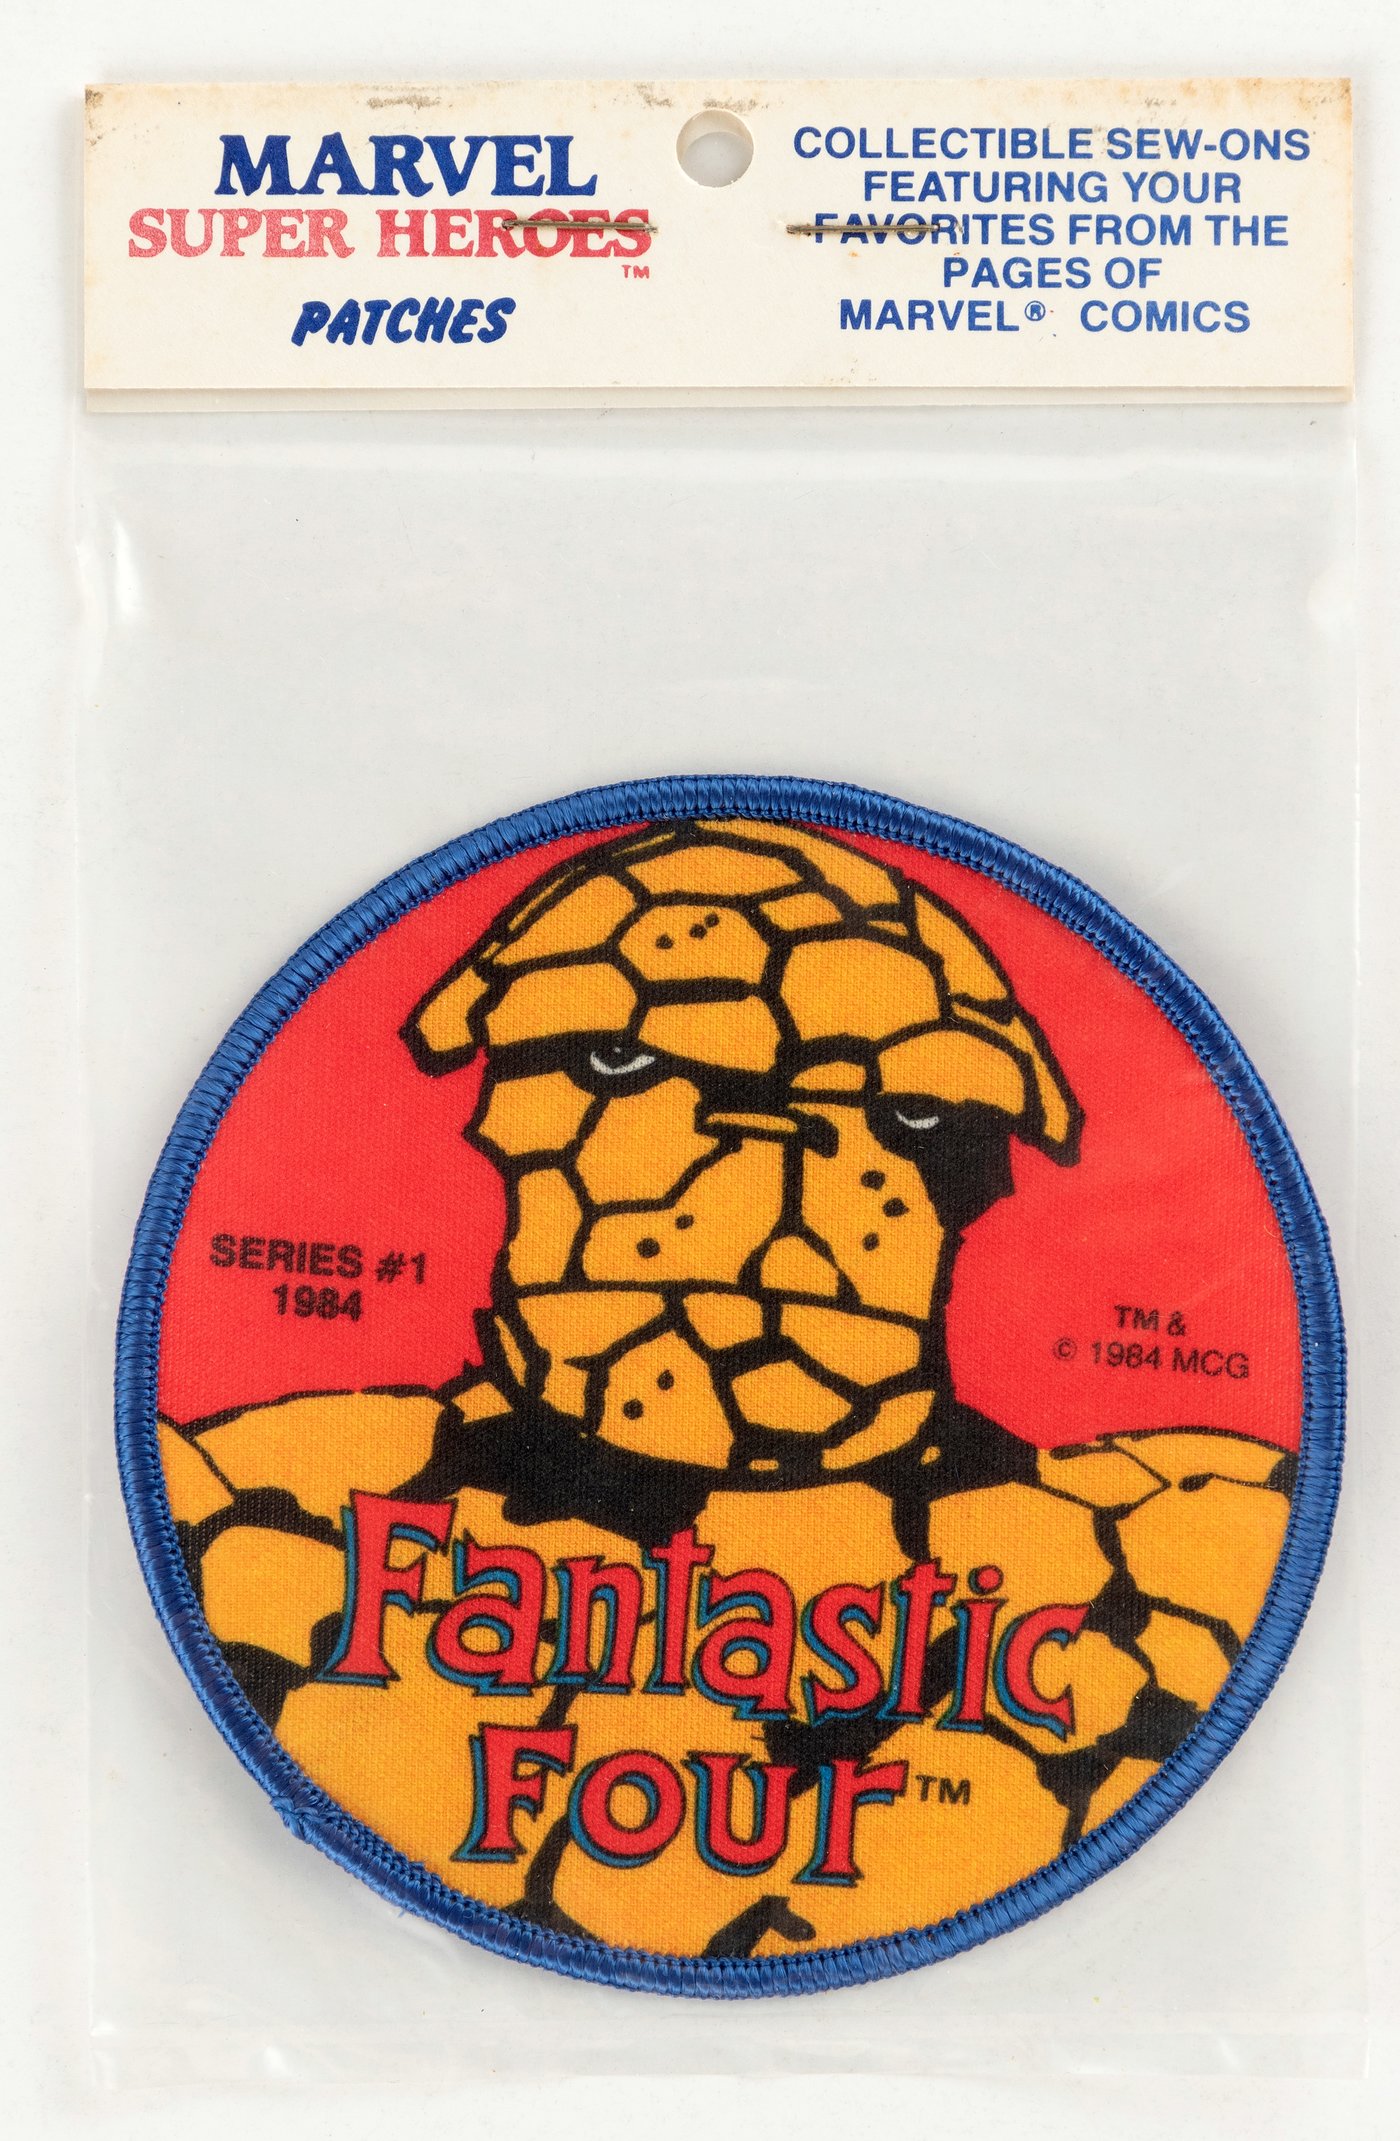 MARVEL
SUPER HEROES
TM
PATCHES
COLLECTIBLE SEW-ONS
FEATURING YOUR
FAVORITES FROM THE
PAGES OF
MARVEL® COMICS
SERIES #1
1984
TM &
© 1984 MCG
Fantastic
Four™